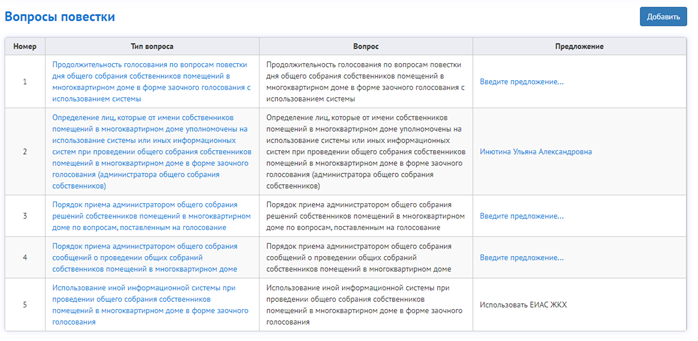 Вопросы повестки
Добавить
Номер Тип вопроса Вопрос Предложение
1
Продолжительность голосования по вопросам повестки
дня общего собрания собственников помещений в
многоквартирном доме в форме заочного голосования с
использованием системы
Продолжительность голосования по вопросам повестки
дня общего собрания собственников помещений в
многоквартирном доме в форме заочного голосования с
использованием системы
Введите предложение...
2
Определение лиц, которые от имени собственников
помещений в многоквартирном доме уполномочены на
использование системы или иных информационных
систем при проведении общего собрания собственников
помещений в многоквартирном доме в форме заочного
голосования (администратора общего собрания
собственников)
Определение лиц, которые от имени собственников
помещений в многоквартирном доме уполномочены на
использование системы или иных информационных
систем при проведении общего собрания собственников
помещений в многоквартирном доме в форме заочного
голосования (администратора общего собрания
собственников)
Инютина Ульяна Александровна
3
Порядок приема администратором общего собрания
решений собственников помещений в многоквартирном
доме по вопросам, поставленным на голосование
Порядок приема администратором общего собрания
решений собственников помещений в многоквартирном
доме по вопросам, поставленным на голосование
Введите предложение...
4
Порядок приема администратором общего собрания
сообщений о проведении общих собраний
собственников помещений в многоквартирном доме
Порядок приема администратором общего собрания
сообщений о проведении общих собраний
собственников помещений в многоквартирном доме
Введите предложение...
5
Использование иной информационной системы при
проведении общего собрания собственников
помещений в многоквартирном доме в форме заочного
голосования
Использование иной информационной системы при
проведении общего собрания собственников
помещений в многоквартирном доме в форме заочного
голосования
Использовать ЕИАС ЖКХ